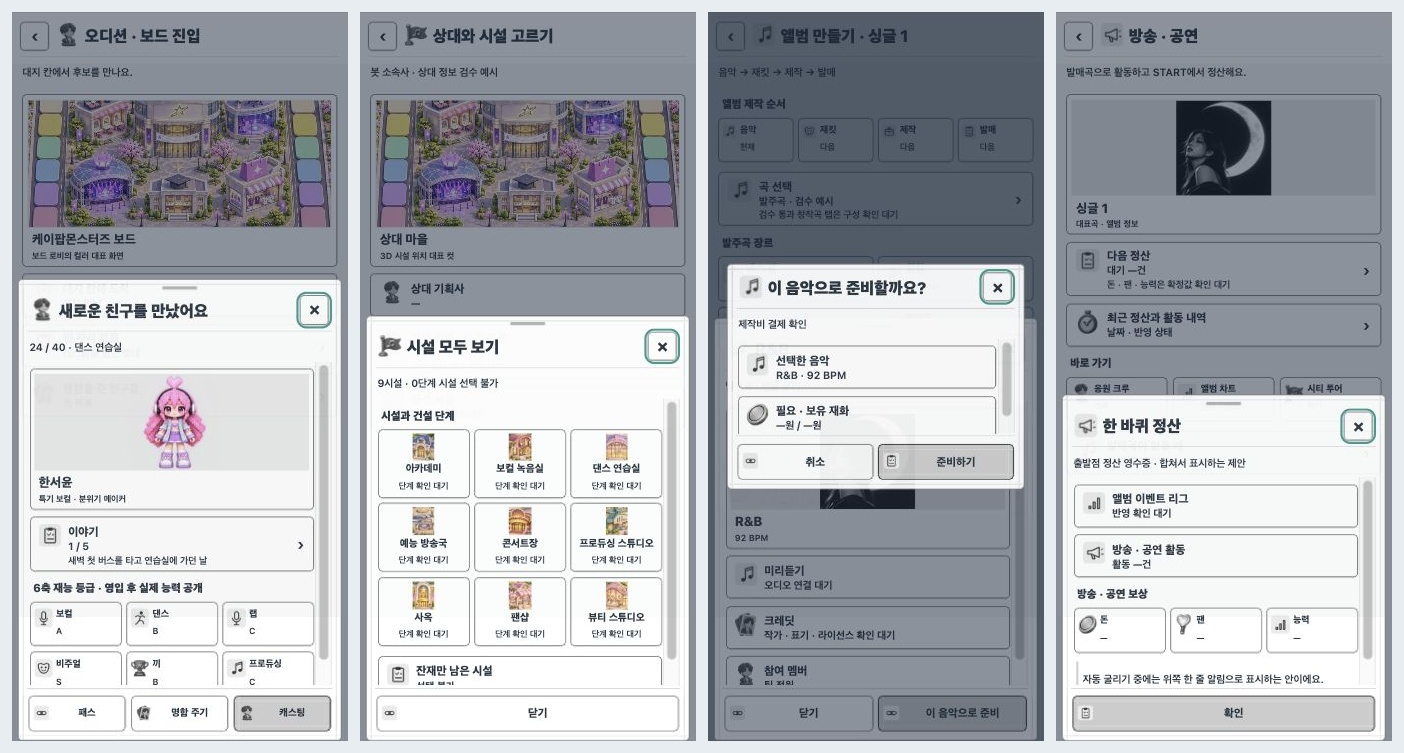 오디션 · 보드 진입
대지 칸에서 후보를 만나요.
케이팝몬스터즈 보드
보드 로비의 컬러 대표 화면
새로운 친구를 만났어요
24 / 40 · 댄스 연습실
한서윤
특기 보컬 · 분위기 메이커
이야기
1 / 5
새벽 첫 버스를 타고 연습실에 가던 날
6축 재능 등급 · 영입 후 실제 능력 공개
보컬
A
댄스
B
랩
C
비주얼
S
끼
B
프로듀싱
C
패스
명함 주기
캐스팅
상대와 시설 고르기
봇 소속사 · 상대 정보 검수 예시
상대 마을
3D 시설 위치 대표 컷
상대 기획사
—
시설 모두 보기
9시설 · 0단계 시설 선택 불가
시설과 건설 단계
아카데미
단계 확인 대기
보컬 녹음실
단계 확인 대기
댄스 연습실
단계 확인 대기
예능 방송국
단계 확인 대기
콘서트장
단계 확인 대기
프로듀싱 스튜디오
단계 확인 대기
사옥
단계 확인 대기
팬샵
단계 확인 대기
뷰티 스튜디오
단계 확인 대기
잔재만 남은 시설
닫기
앨범 만들기 · 싱글 1
음악 → 재킷 → 제작 → 발매
앨범 제작 순서
음악
현재
재킷
다음
제작
다음
발매
다음
곡 선택
발주곡 · 검수 예시
검수 통과 창작곡 탭은 구성 확인 대기
발주곡 장르
이 음악으로 준비할까요?
제작비 결제 확인
선택한 음악
R&B · 92 BPM
필요 · 보유 재화
—원 / —원
취소
준비하기
R&B
92 BPM
미리듣기
오디오 연결 대기
크레딧
작가 · 표기 · 라이선스 확인 대기
참여 멤버
닫기
이 음악으로 준비
방송 · 공연
발매곡으로 활동하고 START에서 정산해요.
싱글 1
대표곡 · 앨범 정보
다음 정산
대기 —건
돈 · 팬 · 능력은 확정값 확인 대기
최근 정산과 활동 내역
날짜 · 반영 상태
바로 가기
응원 크루
앨범 차트
시티 투어
한 바퀴 정산
출발점 정산 영수증 · 합쳐서 표시하는 제안
앨범 이벤트 리그
반영 확인 대기
방송 · 공연 활동
활동 —건
방송 · 공연 보상
돈
—
팬
—
능력
—
자동 굴리기 중에는 위쪽 한 줄 알림으로 표시하는 안이에요.
확인